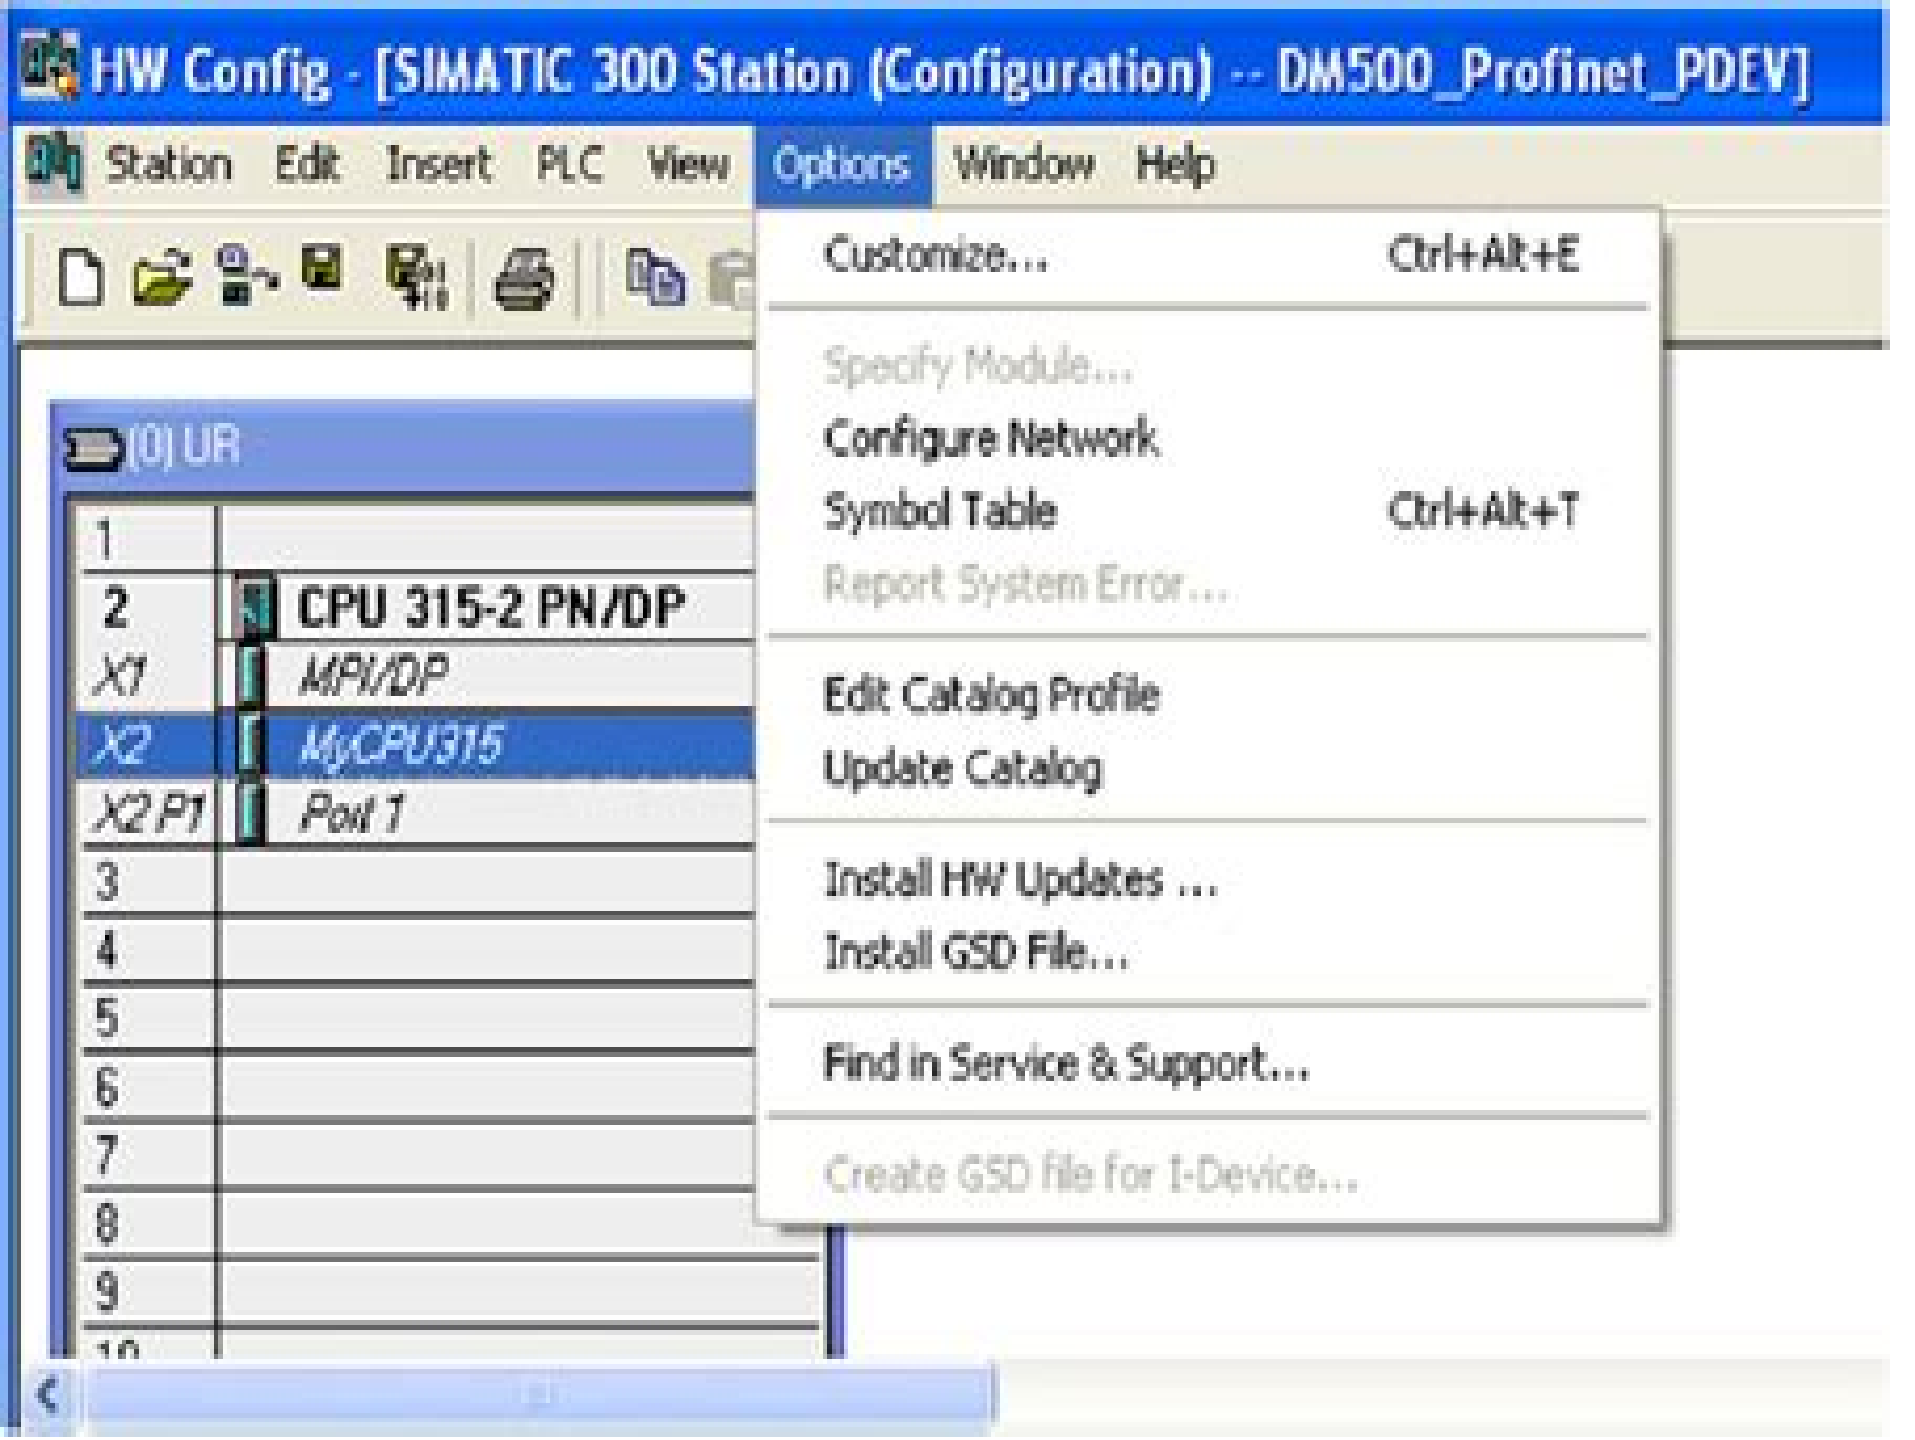 HW Config - [SIMATIC 300 Station (Configuration) -- DM500_Profinet_PDEV]
Station Edit Insert PLC View Options Window Help
Customize... Ctrl+Alt+E
Specify Module...
Configure Network
Symbol Table Ctrl+Alt+T
Report System Error...
Edit Catalog Profile
Update Catalog
Install HW Updates ...
Install GSD File...
Find in Service & Support...
Create GSD file for I-Device...
(0) UR
1
2 CPU 315-2 PN/DP
X1 MPI/DP
X2 MyCPU315
X2 P1 Port 1
3
4
5
6
7
8
9
10